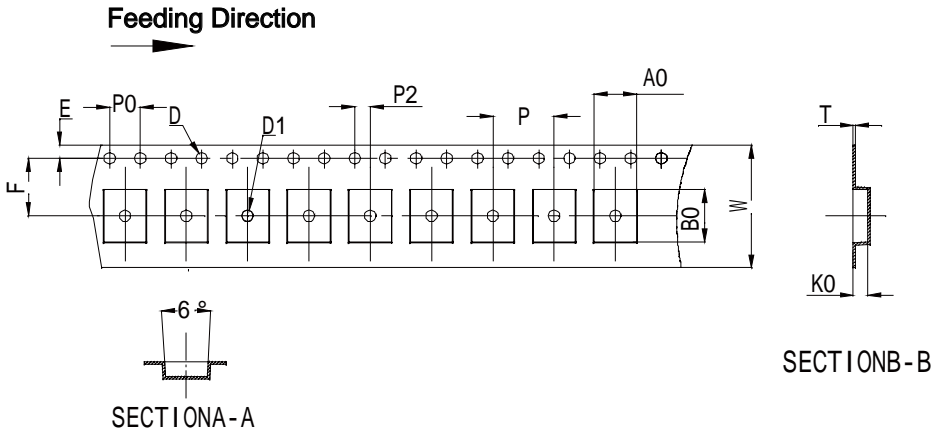 Feeding Direction
E
P0
D
D1
P2
P
A0
T
F
B0
W
K0
6°
SECTIONA-A
SECTIONB-B